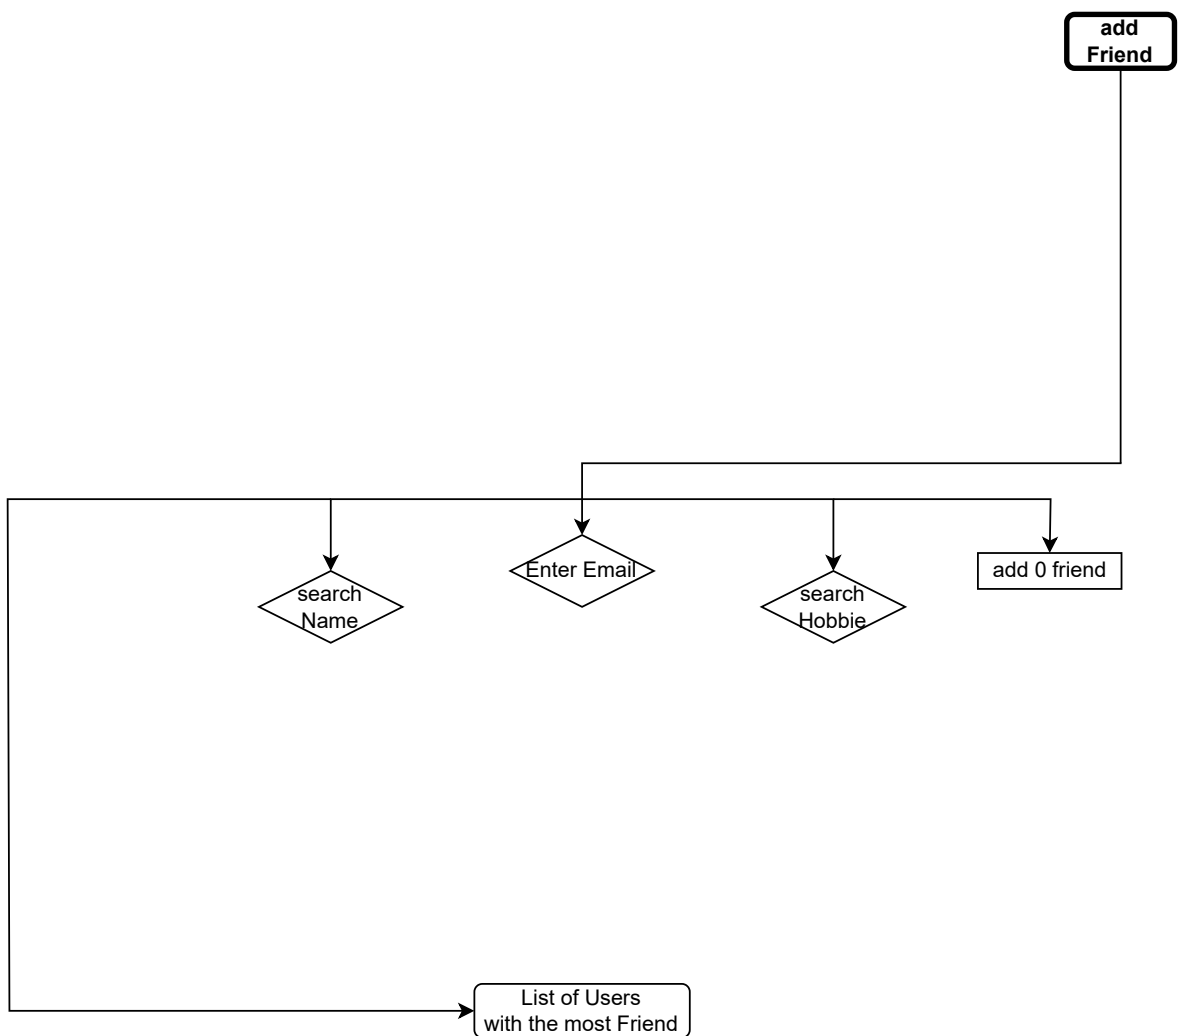 add
Friend
Enter Email
add 0 friend
search
Name
search
Hobbie
List of Users
with the most Friend